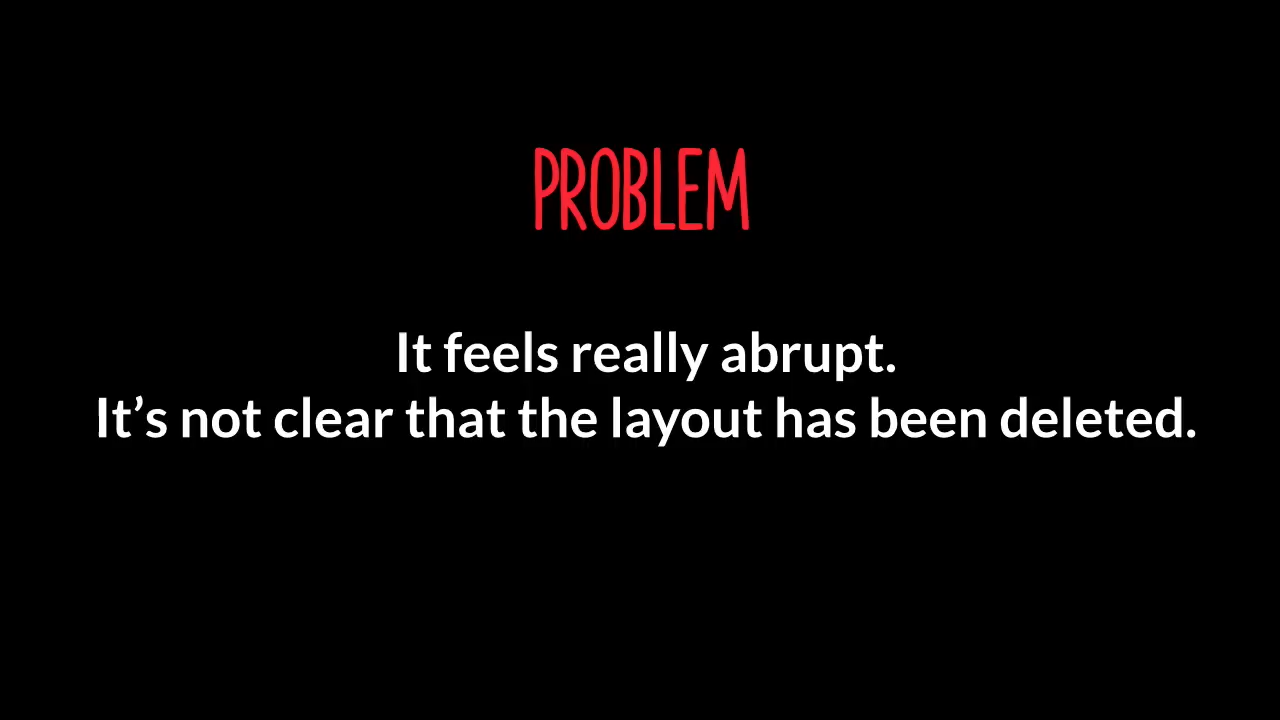 PROBLEM
It feels really abrupt.
It’s not clear that the layout has been deleted.